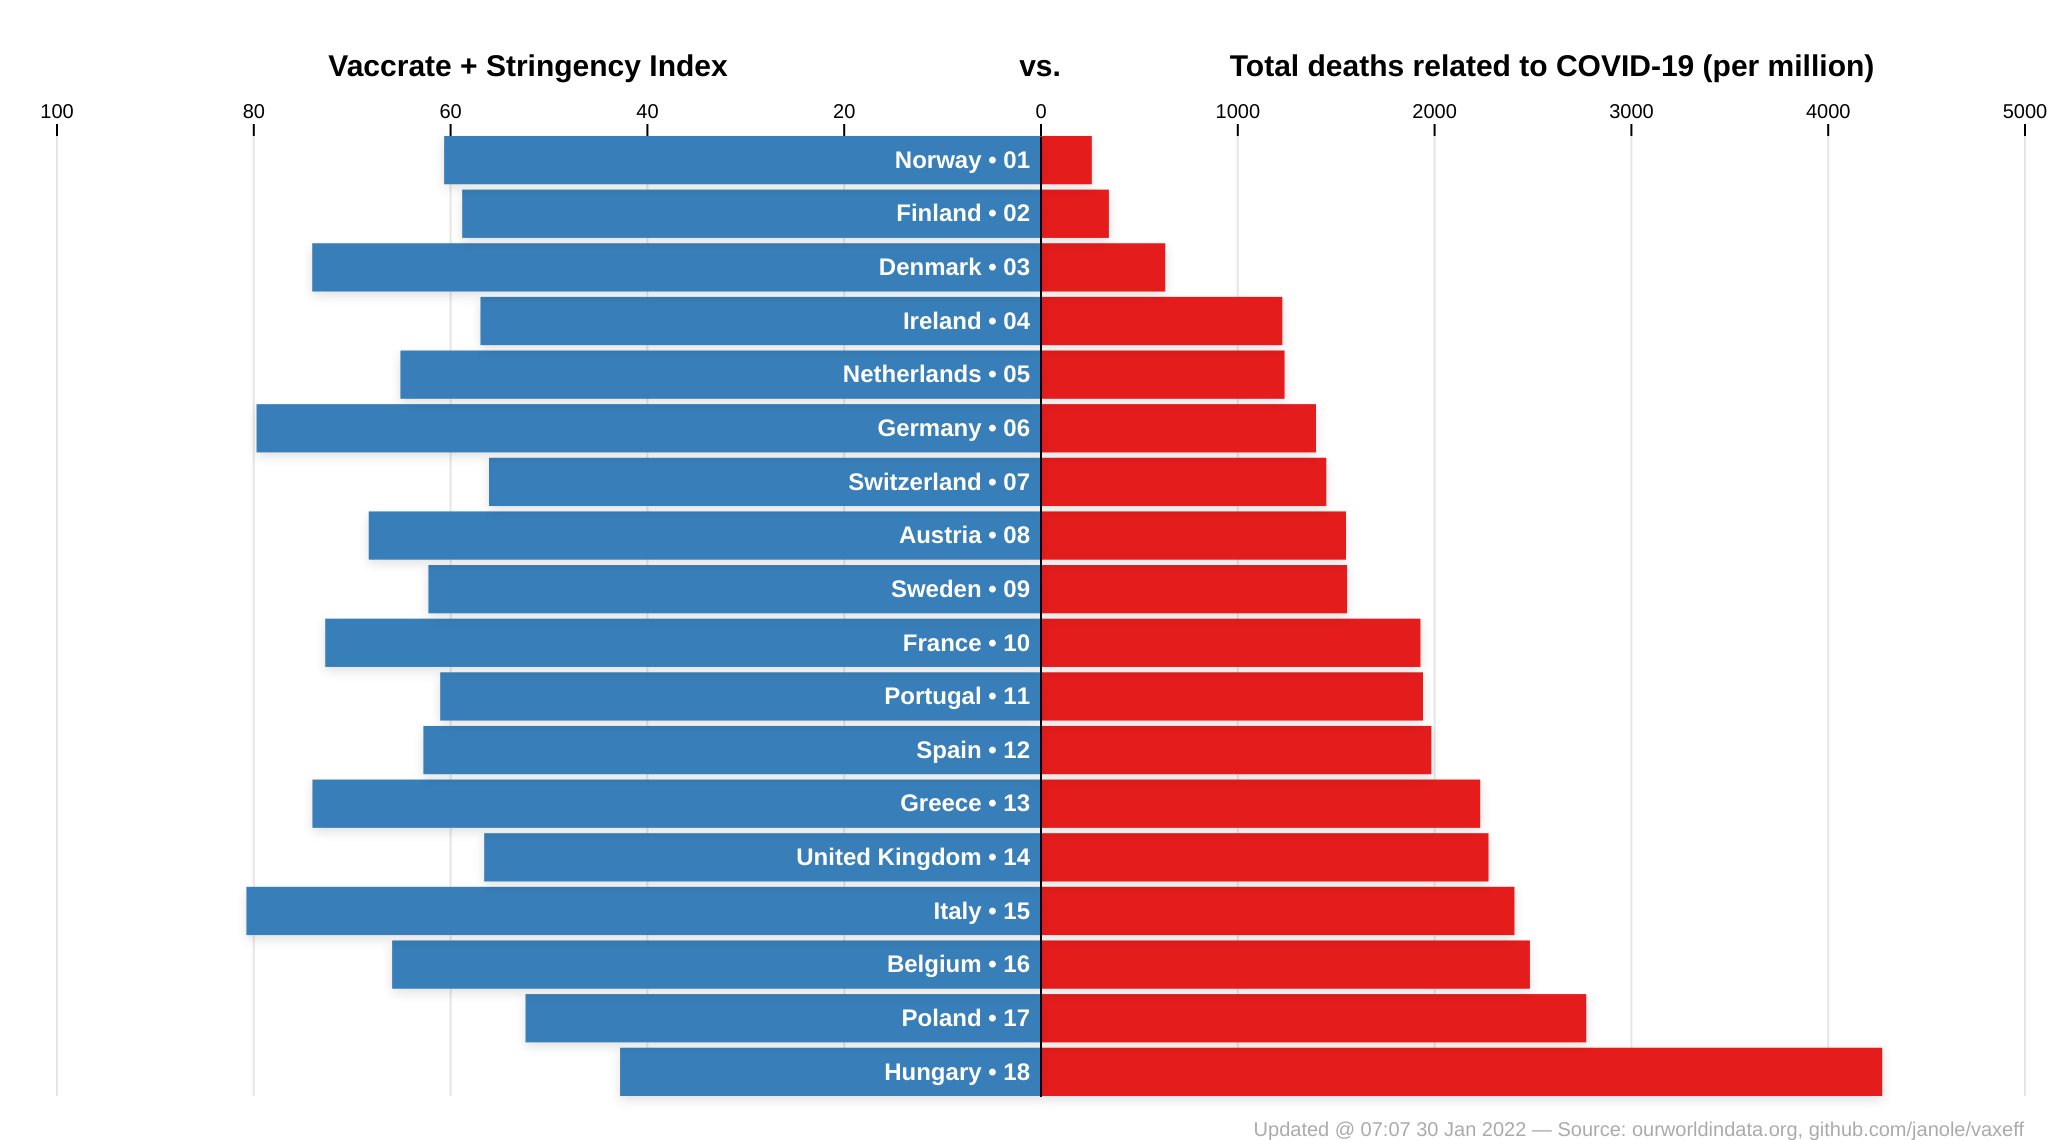 Vaccrate + Stringency Index vs. Total deaths related to COVID-19 (per million)
100 80 60 40 20 0 1000 2000 3000 4000 5000
Norway • 01
Finland • 02
Denmark • 03
Ireland • 04
Netherlands • 05
Germany • 06
Switzerland • 07
Austria • 08
Sweden • 09
France • 10
Portugal • 11
Spain • 12
Greece • 13
United Kingdom • 14
Italy • 15
Belgium • 16
Poland • 17
Hungary • 18
Updated @ 07:07 30 Jan 2022 — Source: ourworldindata.org, github.com/janole/vaxeff